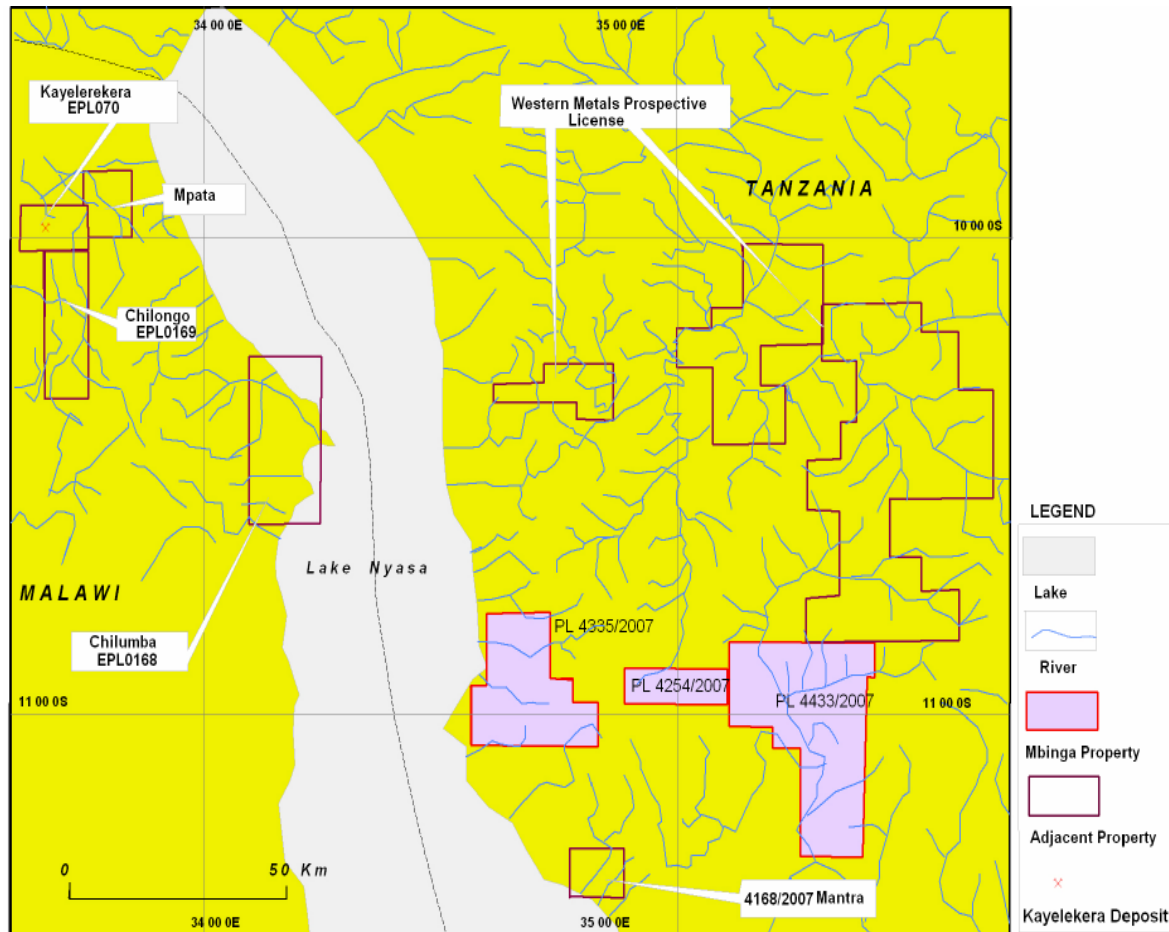 34 00 0E
35 00 0E
Kayelerekera
EPL070
Western Metals Prospective
License
Mpata
TANZANIA
10 00 0S
Chilongo
EPL0169
Lake Nyasa
MALAWI
Chilumba
EPL0168
PL 4335/2007
PL 4254/2007
PL 4433/2007
11 00 0S
11 00 0S
0 50 Km
4168/2007 Mantra
34 00 0E
35 00 0E
LEGEND
Lake
River
Mbinga Property
Adjacent Property
Kayelekera Deposit